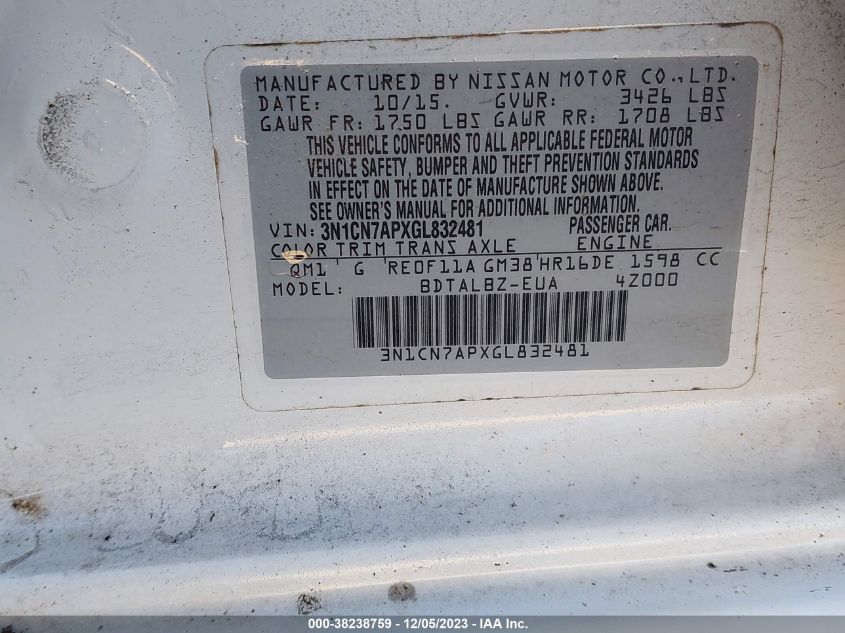 MANUFACTURED BY NISSAN MOTOR CO., LTD.
DATE: 10/15. GVWR: 3426 LBS
GAWR FR: 1750 LBS GAWR RR: 1708 LBS
THIS VEHICLE CONFORMS TO ALL APPLICABLE FEDERAL MOTOR
VEHICLE SAFETY, BUMPER AND THEFT PREVENTION STANDARDS
IN EFFECT ON THE DATE OF MANUFACTURE SHOWN ABOVE.
SEE OWNER'S MANUAL FOR ADDITIONAL INFORMATION.
VIN: 3N1CN7APXGL832481 PASSENGER CAR.
COLOR TRIM TRANS AXLE ENGINE
QM1 G RE0F11A GM38 HR16DE 1598 CC
MODEL: BDTALBZ-EUA 4Z000
3N1CN7APXGL832481
000-38238759 - 12/05/2023 - IAA Inc.